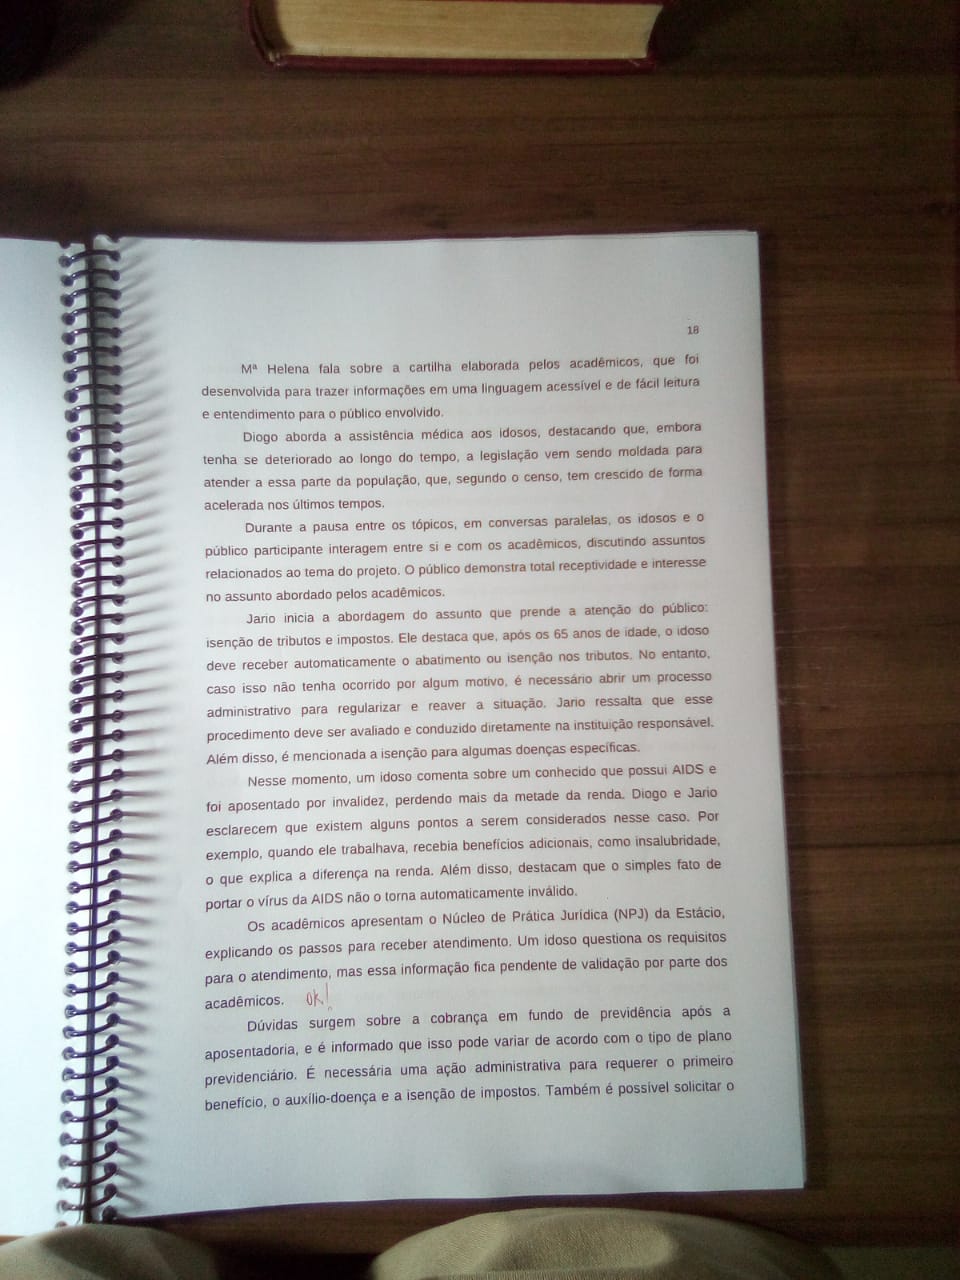 18
Mª Helena fala sobre a cartilha elaborada pelos acadêmicos, que foi
desenvolvida para trazer informações em uma linguagem acessível e de fácil leitura
e entendimento para o público envolvido.
Diogo aborda a assistência médica aos idosos, destacando que, embora
tenha se deteriorado ao longo do tempo, a legislação vem sendo moldada para
atender a essa parte da população, que, segundo o censo, tem crescido de forma
acelerada nos últimos tempos.
Durante a pausa entre os tópicos, em conversas paralelas, os idosos e o
público participante interagem entre si e com os acadêmicos, discutindo assuntos
relacionados ao tema do projeto. O público demonstra total receptividade e interesse
no assunto abordado pelos acadêmicos.
Jario inicia a abordagem do assunto que prende a atenção do público:
isenção de tributos e impostos. Ele destaca que, após os 65 anos de idade, o idoso
deve receber automaticamente o abatimento ou isenção nos tributos. No entanto,
caso isso não tenha ocorrido por algum motivo, é necessário abrir um processo
administrativo para regularizar e reaver a situação. Jario ressalta que esse
procedimento deve ser avaliado e conduzido diretamente na instituição responsável.
Além disso, é mencionada a isenção para algumas doenças específicas.
Nesse momento, um idoso comenta sobre um conhecido que possui AIDS e
foi aposentado por invalidez, perdendo mais da metade da renda. Diogo e Jario
esclarecem que existem alguns pontos a serem considerados nesse caso. Por
exemplo, quando ele trabalhava, recebia benefícios adicionais, como insalubridade,
o que explica a diferença na renda. Além disso, destacam que o simples fato de
portar o vírus da AIDS não o torna automaticamente inválido.
Os acadêmicos apresentam o Núcleo de Prática Jurídica (NPJ) da Estácio,
explicando os passos para receber atendimento. Um idoso questiona os requisitos
para o atendimento, mas essa informação fica pendente de validação por parte dos
acadêmicos. OK!
Dúvidas surgem sobre a cobrança em fundo de previdência após a
aposentadoria, e é informado que isso pode variar de acordo com o tipo de plano
previdenciário. É necessária uma ação administrativa para requerer o primeiro
benefício, o auxílio-doença e a isenção de impostos. Também é possível solicitar o